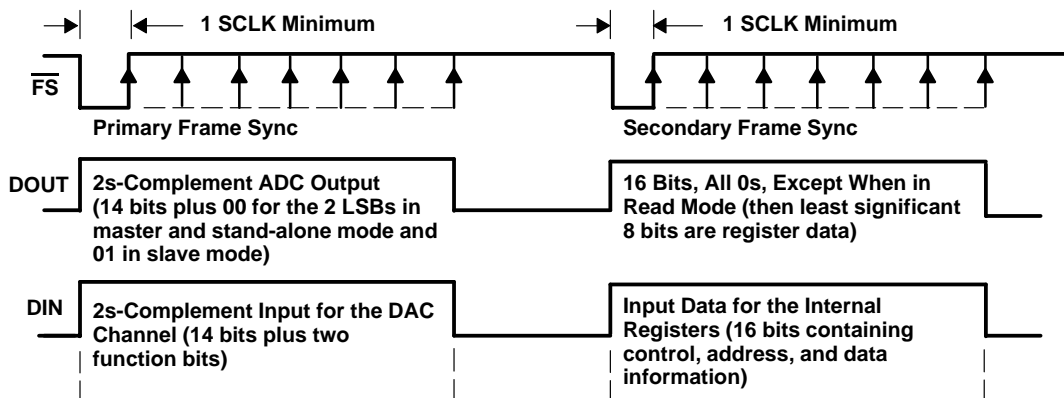 1 SCLK Minimum
1 SCLK Minimum
FS
Primary Frame Sync
Secondary Frame Sync
DOUT
2s-Complement ADC Output
(14 bits plus 00 for the 2 LSBs in
master and stand-alone mode and
01 in slave mode)
16 Bits, All 0s, Except When in
Read Mode (then least significant
8 bits are register data)
DIN
2s-Complement Input for the DAC
Channel (14 bits plus two
function bits)
Input Data for the Internal
Registers (16 bits containing
control, address, and data
information)